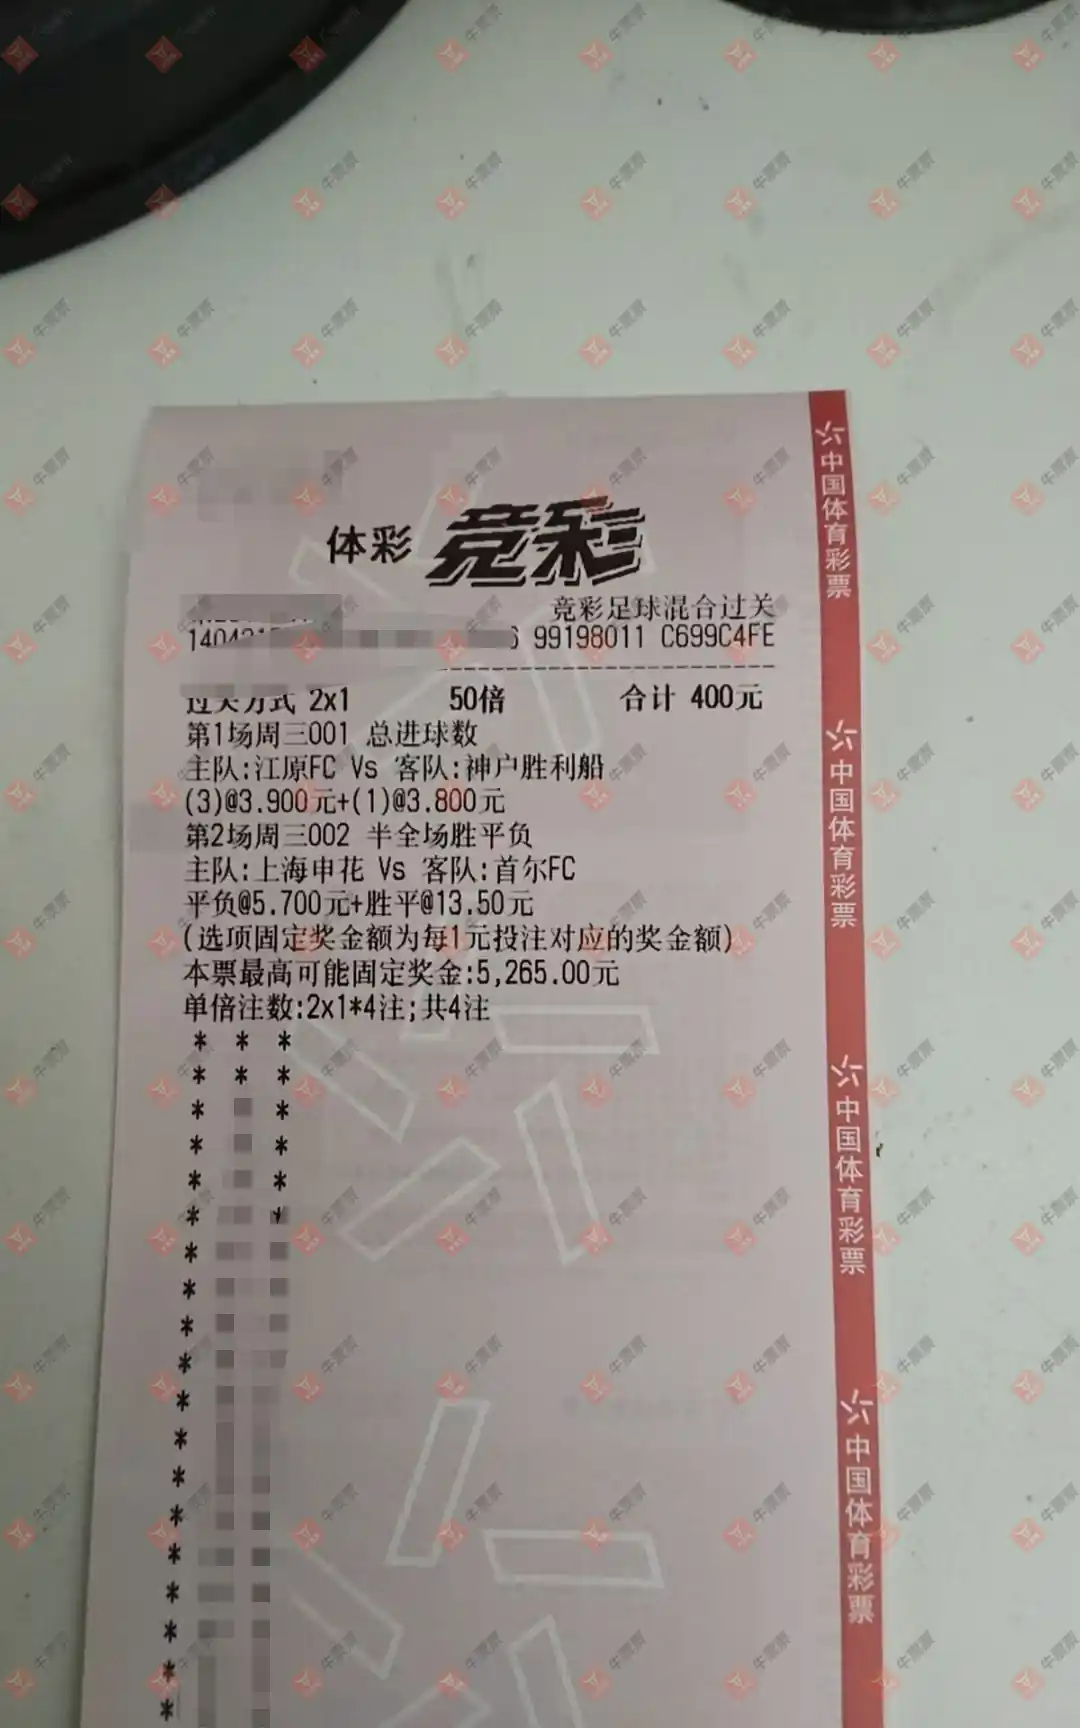 体彩 竞彩
竞彩足球混合过关
99198011 C699C4FE
过关方式 2x1 50倍 合计 400元
第1场周三001 总进球数
主队:江原FC Vs 客队:神户胜利船
(3)@3.900元+(1)@3.800元
第2场周三002 半全场胜平负
主队:上海申花 Vs 客队:首尔FC
平负@5.700元+胜平@13.50元
(选项固定奖金额为每1元投注对应的奖金额)
本票最高可能固定奖金:5,265.00元
单倍注数:2x1*4注;共4注
中国体育彩票
中国体育彩票
中国体育彩票
中国体育彩票
牛票票